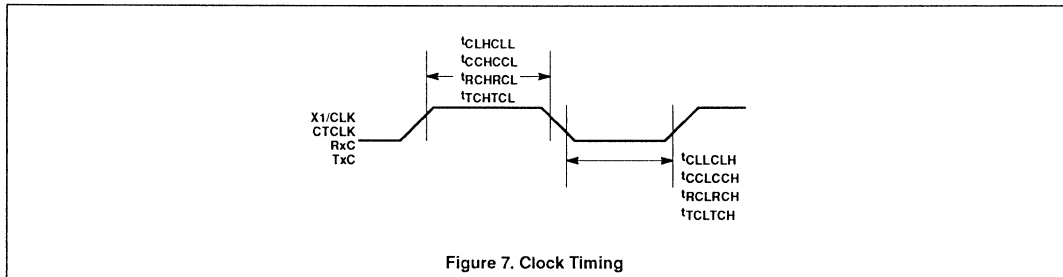 tCLHCLL
tCCHCCL
tRCHRCL
tTCHTCL
X1/CLK
CTCLK
RxC
TxC
tCLLCLH
tCCLCCH
tRCLRCH
tTCLTCH
Figure 7. Clock Timing